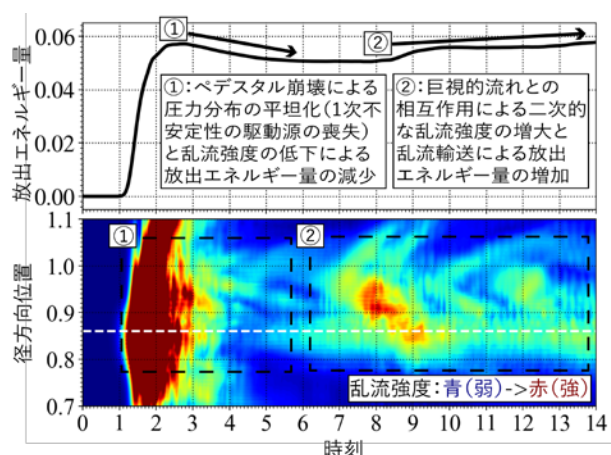 放出エネルギー量
0.06
0.04
0.02
0.00
①
②
①:ペデスタル崩壊による
圧力分布の平坦化(1次不
安定性の駆動源の喪失)
と乱流強度の低下による
放出エネルギー量の減少
②:巨視的流れとの
相互作用による二次的
な乱流強度の増大と
乱流輸送による放出
エネルギー量の増加
径方向位置
1.1
1.0
0.9
0.8
0.7
①
②
乱流強度:青(弱)->赤(強)
0 1 2 3 4 5 6 7 8 9 10 11 12 13 14
時刻